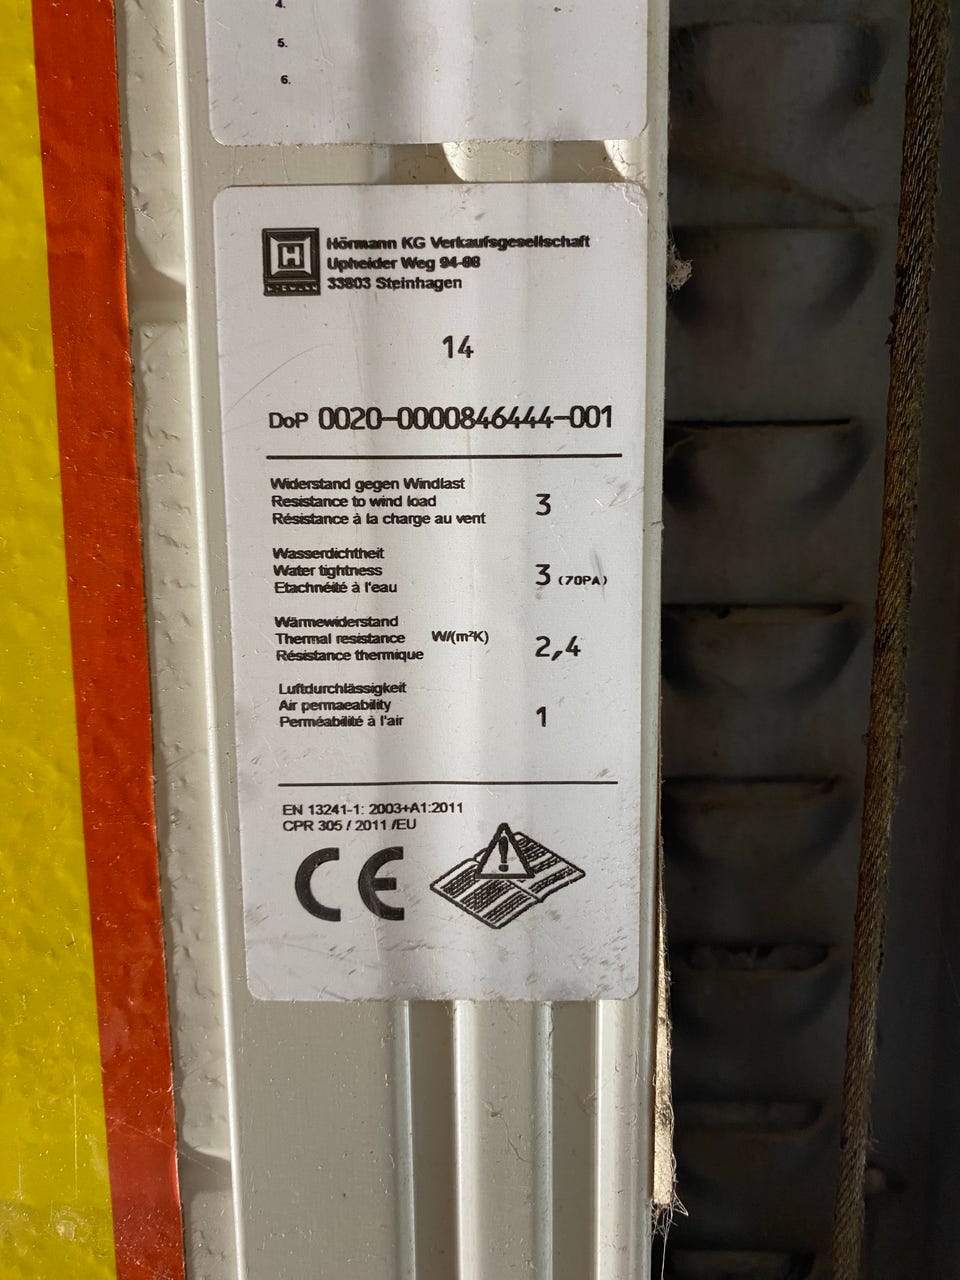 4.
5.
6.
H
Hörmann KG Verkaufsgesellschaft
Upheider Weg 94-98
33803 Steinhagen
14
DoP 0020-0000846444-001
Widerstand gegen Windlast
Resistance to wind load
Résistance à la charge au vent
3
Wasserdichtheit
Water tightness
Etachnéité à l'eau
3 (70PA)
Wärmewiderstand
Thermal resistance W/(m²K)
Résistance thermique
2,4
Luftdurchlässigkeit
Air permaeability
Perméabilité à l'air
1
EN 13241-1: 2003+A1:2011
CPR 305 / 2011 /EU
CE